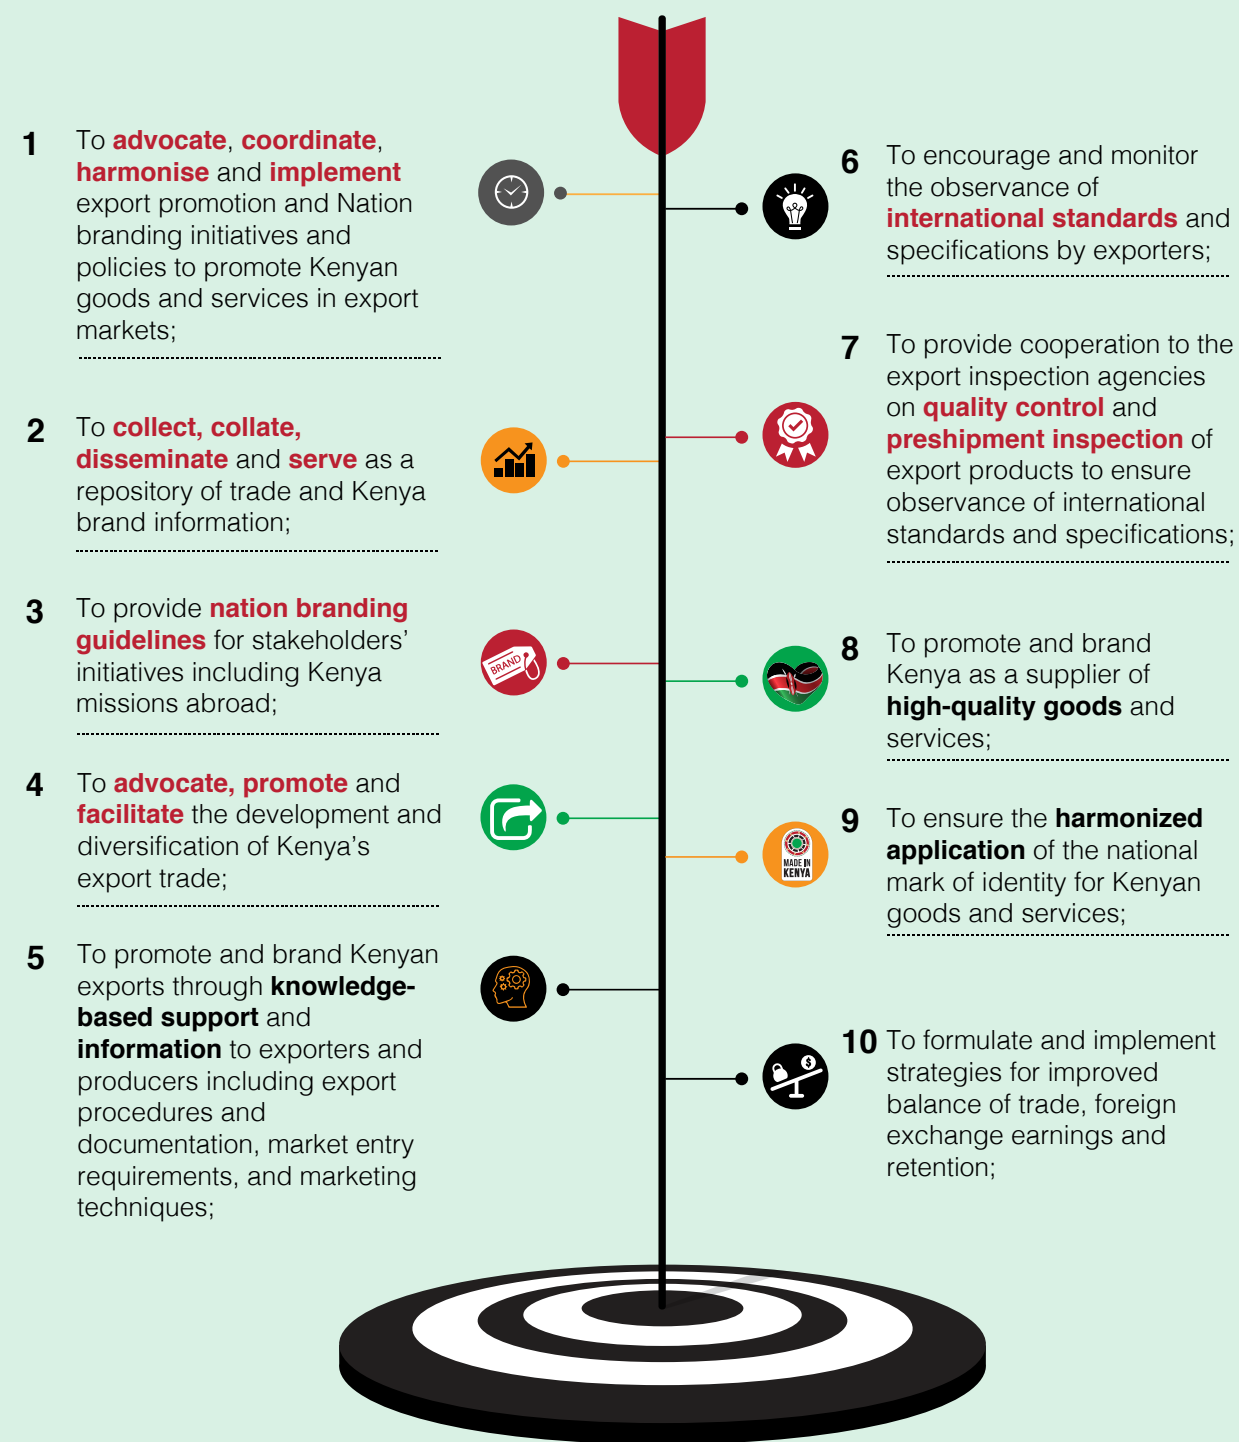 1
To advocate, coordinate,
harmonise and implement
export promotion and Nation
branding initiatives and
policies to promote Kenyan
goods and services in export
markets;
2
To collect, collate,
disseminate and serve as a
repository of trade and Kenya
brand information;
3
To provide nation branding
guidelines for stakeholders’
initiatives including Kenya
missions abroad;
BRAND
4
To advocate, promote and
facilitate the development and
diversification of Kenya’s
export trade;
5
To promote and brand Kenyan
exports through knowledge-
based support and
information to exporters and
producers including export
procedures and
documentation, market entry
requirements, and marketing
techniques;
6
To encourage and monitor
the observance of
international standards and
specifications by exporters;
7
To provide cooperation to the
export inspection agencies
on quality control and
preshipment inspection of
export products to ensure
observance of international
standards and specifications;
8
To promote and brand
Kenya as a supplier of
high-quality goods and
services;
9
To ensure the harmonized
application of the national
mark of identity for Kenyan
goods and services;
MADE IN
KENYA
10
To formulate and implement
strategies for improved
balance of trade, foreign
exchange earnings and
retention;
$